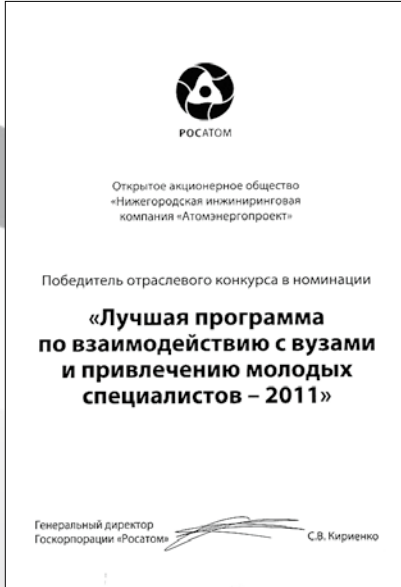 РОСАТОМ
Открытое акционерное общество
«Нижегородская инжиниринговая
компания «Атомэнергопроект»
Победитель отраслевого конкурса в номинации
«Лучшая программа
по взаимодействию с вузами
и привлечению молодых
специалистов – 2011»
Генеральный директор
Госкорпорации «Росатом»
С.В. Кириенко